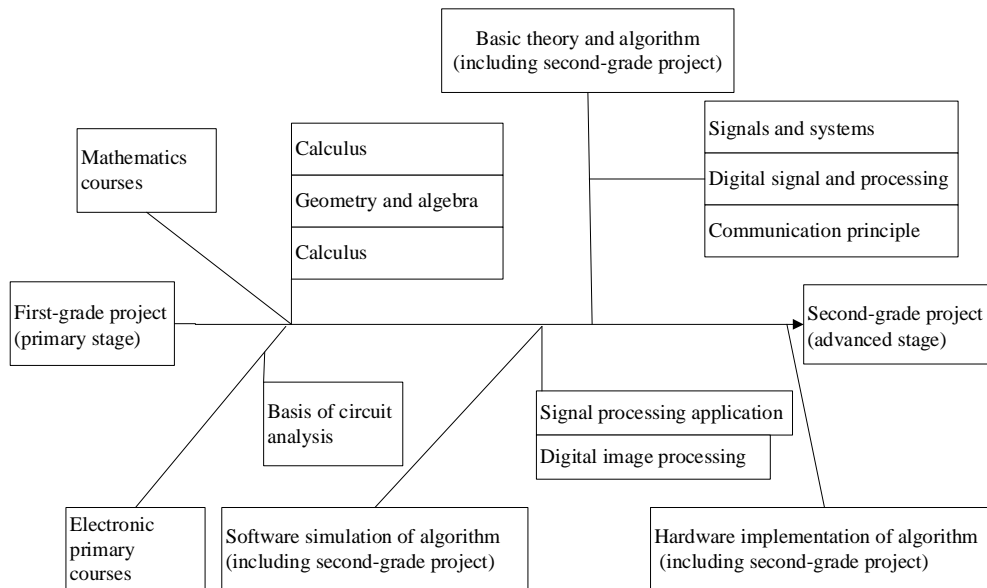 Basic theory and algorithm
(including second-grade project)
Signals and systems
Digital signal and processing
Communication principle
Mathematics
courses
Calculus
Geometry and algebra
Calculus
First-grade project
(primary stage)
Second-grade project
(advanced stage)
Basis of circuit
analysis
Signal processing application
Digital image processing
Electronic
primary
courses
Software simulation of algorithm
(including second-grade project)
Hardware implementation of algorithm
(including second-grade project)